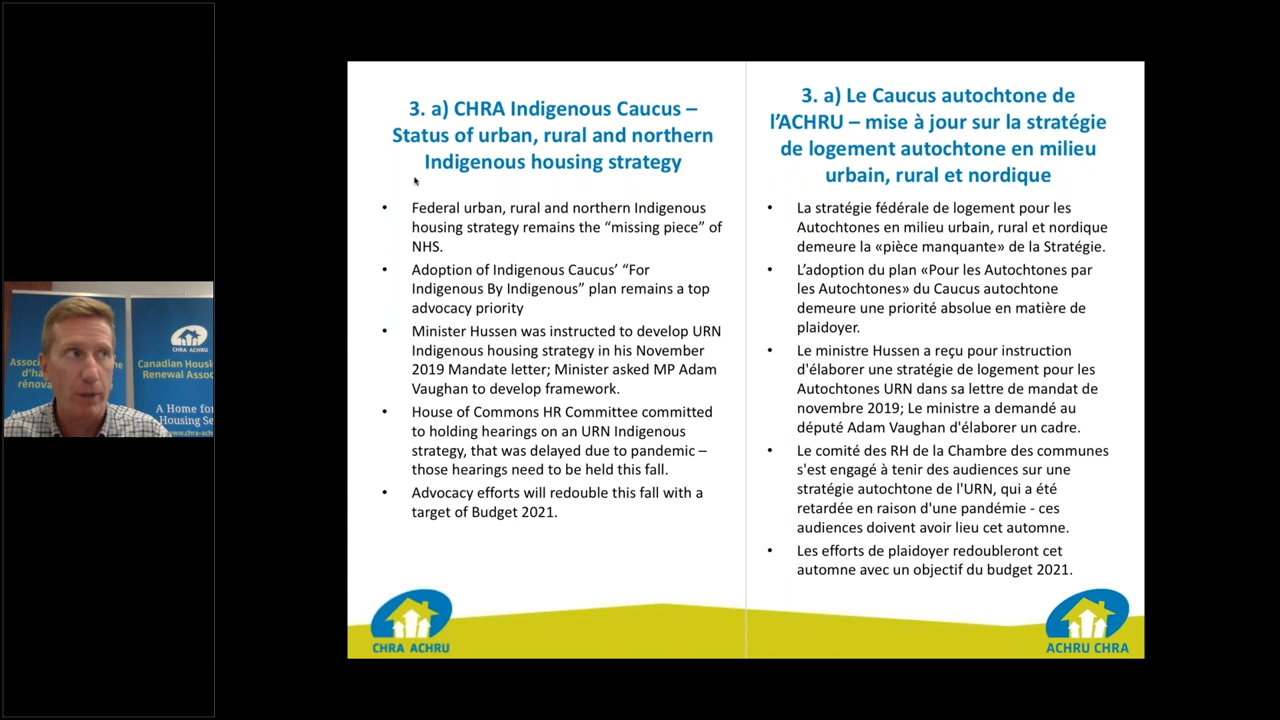 3. a) CHRA Indigenous Caucus –
Status of urban, rural and northern
Indigenous housing strategy
• Federal urban, rural and northern Indigenous
housing strategy remains the “missing piece” of
NHS.
• Adoption of Indigenous Caucus’ “For
Indigenous By Indigenous” plan remains a top
advocacy priority
• Minister Hussen was instructed to develop URN
Indigenous housing strategy in his November
2019 Mandate letter; Minister asked MP Adam
Vaughan to develop framework.
• House of Commons HR Committee committed
to holding hearings on an URN Indigenous
strategy, that was delayed due to pandemic –
those hearings need to be held this fall.
• Advocacy efforts will redouble this fall with a
target of Budget 2021.
CHRA ACHRU
3. a) Le Caucus autochtone de
l’ACHRU – mise à jour sur la stratégie
de logement autochtone en milieu
urbain, rural et nordique
• La stratégie fédérale de logement pour les
Autochtones en milieu urbain, rural et nordique
demeure la «pièce manquante» de la Stratégie.
• L’adoption du plan «Pour les Autochtones par
les Autochtones» du Caucus autochtone
demeure une priorité absolue en matière de
plaidoyer.
• Le ministre Hussen a reçu pour instruction
d'élaborer une stratégie de logement pour les
Autochtones URN dans sa lettre de mandat de
novembre 2019; Le ministre a demandé au
député Adam Vaughan d'élaborer un cadre.
• Le comité des RH de la Chambre des communes
s'est engagé à tenir des audiences sur une
stratégie autochtone de l'URN, qui a été
retardée en raison d'une pandémie - ces
audiences doivent avoir lieu cet automne.
• Les efforts de plaidoyer redoubleront cet
automne avec un objectif du budget 2021.
ACHRU CHRA
CHRA ACHRU
Canadian Hous
Renewal Assoc
A Home for
Housing Se
www.chra-achr
Assoc
d'h
rénov